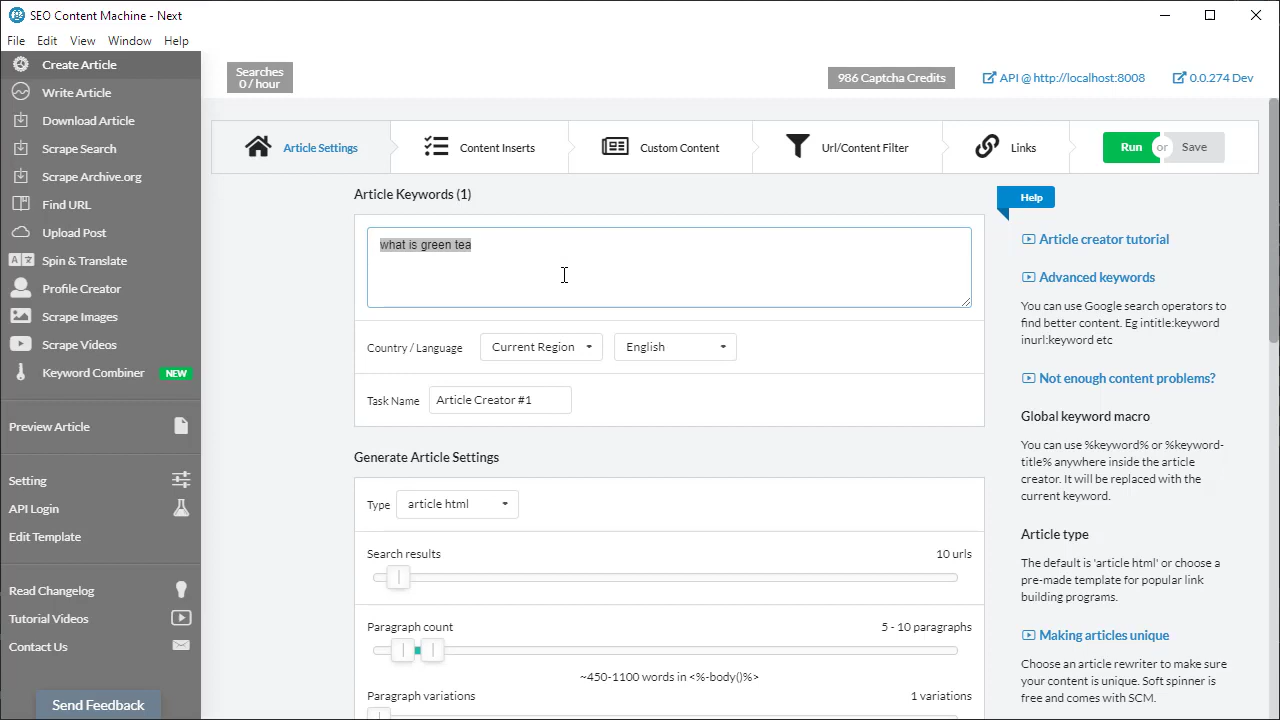 SEO Content Machine - Next
File Edit View Window Help
Create Article
Write Article
Download Article
Scrape Search
Scrape Archive.org
Find URL
Upload Post
Spin & Translate
Profile Creator
Scrape Images
Scrape Videos
Keyword Combiner NEW
Preview Article
Setting
API Login
Edit Template
Read Changelog
Tutorial Videos
Contact Us
Send Feedback
Searches
0 / hour
986 Captcha Credits
API @ http://localhost:8008
0.0.274 Dev
Article Settings
Content Inserts
Custom Content
Url/Content Filter
Links
Run or Save
Article Keywords (1)
what is green tea
Country / Language Current Region English
Task Name Article Creator #1
Generate Article Settings
Type article html
Search results 10 urls
Paragraph count 5 - 10 paragraphs
~450-1100 words in <%-body()%>
Paragraph variations 1 variations
Help
Article creator tutorial
Advanced keywords
You can use Google search operators to
find better content. Eg intitle:keyword
inurl:keyword etc
Not enough content problems?
Global keyword macro
You can use %keyword% or %keyword-
title% anywhere inside the article
creator. It will be replaced with the
current keyword.
Article type
The default is 'article html' or choose a
pre-made template for popular link
building programs.
Making articles unique
Choose an article rewriter to make sure
your content is unique. Soft spinner is
free and comes with SCM.